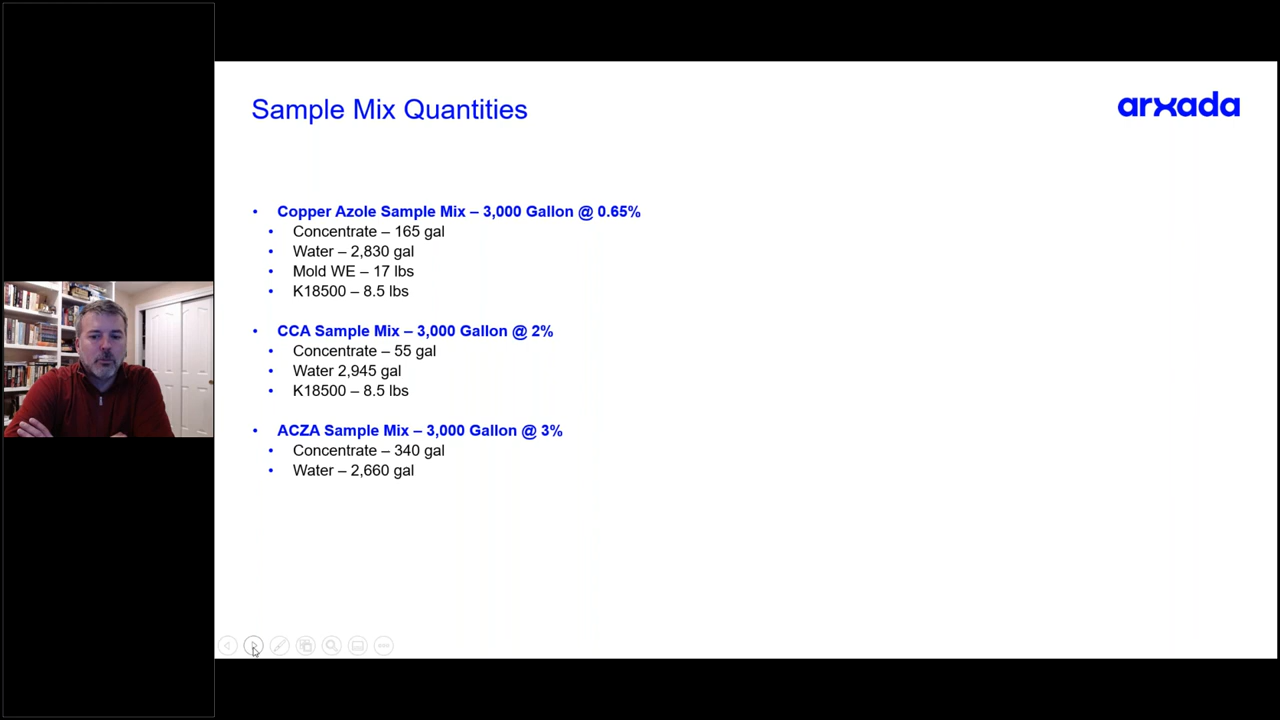 Sample Mix Quantities
arxada
• Copper Azole Sample Mix – 3,000 Gallon @ 0.65%
• Concentrate – 165 gal
• Water – 2,830 gal
• Mold WE – 17 lbs
• K18500 – 8.5 lbs
• CCA Sample Mix – 3,000 Gallon @ 2%
• Concentrate – 55 gal
• Water 2,945 gal
• K18500 – 8.5 lbs
• ACZA Sample Mix – 3,000 Gallon @ 3%
• Concentrate – 340 gal
• Water – 2,660 gal